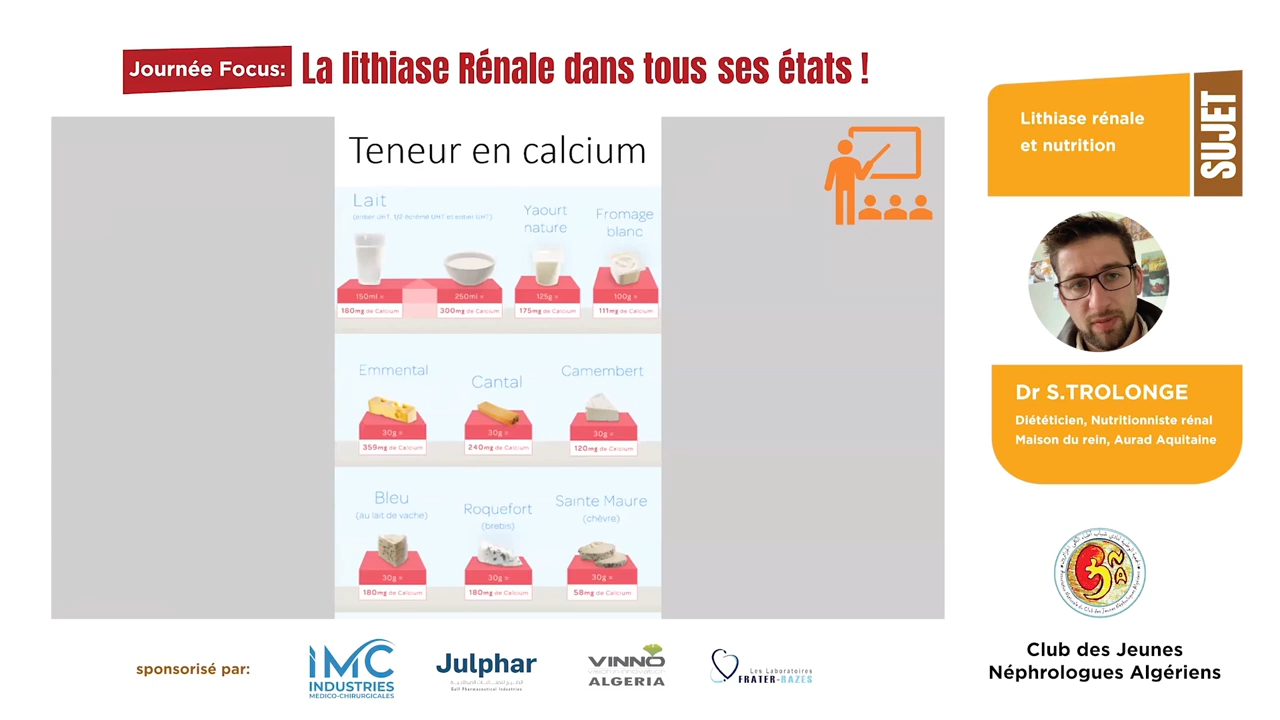 Journée Focus: La lithiase Rénale dans tous ses états !
Teneur en calcium
Lait
Yaourt
nature
Fromage
blanc
150ml =
250ml =
125g =
100g =
180mg de Calcium
300mg de Calcium
175mg de Calcium
111mg de Calcium
Emmental
Cantal
Camembert
30g =
30g =
30g =
359mg de Calcium
240mg de Calcium
120mg de Calcium
Bleu
(au lait de vache)
Roquefort
(brebis)
Sainte Maure
(chèvre)
30g =
30g =
30g =
180mg de Calcium
180mg de Calcium
58mg de Calcium
Lithiase rénale
et nutrition
SUJET
Dr S.TROLONGE
Diététicien, Nutritionniste rénal
Maison du rein, Aurad Aquitaine
Club des Jeunes
Néphrologues Algériens
sponsorisé par:
IMC
INDUSTRIES
MEDICO-CHIRURGICALES
Julphar
Gulf Pharmaceutical Industries
VINNO
ALGERIA
Les Laboratoires
FRATER-RAZES